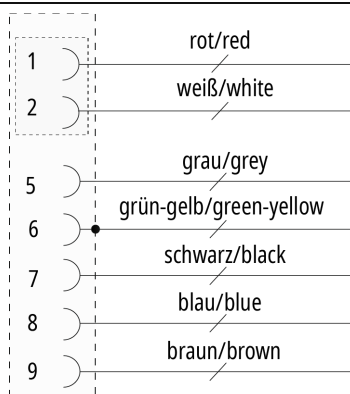 1 rot/red
2 weiß/white
5 grau/grey
6 grün-gelb/green-yellow
7 schwarz/black
8 blau/blue
9 braun/brown